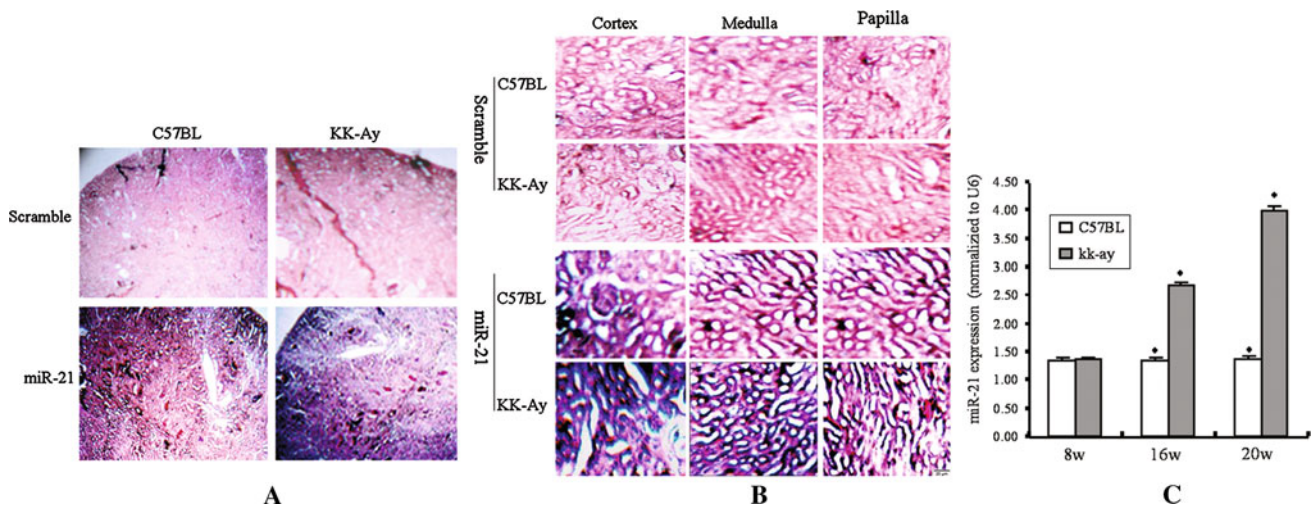 C57BL KK-Ay
Scramble
miR-21
A
Cortex Medulla Papilla
Scramble
C57BL
KK-Ay
miR-21
C57BL
KK-Ay
B
miR-21 expression (normalizied to U6)
4.50
4.00
3.50
3.00
2.50
2.00
1.50
1.00
0.50
0.00
C57BL
kk-ay
8w 16w 20w
C